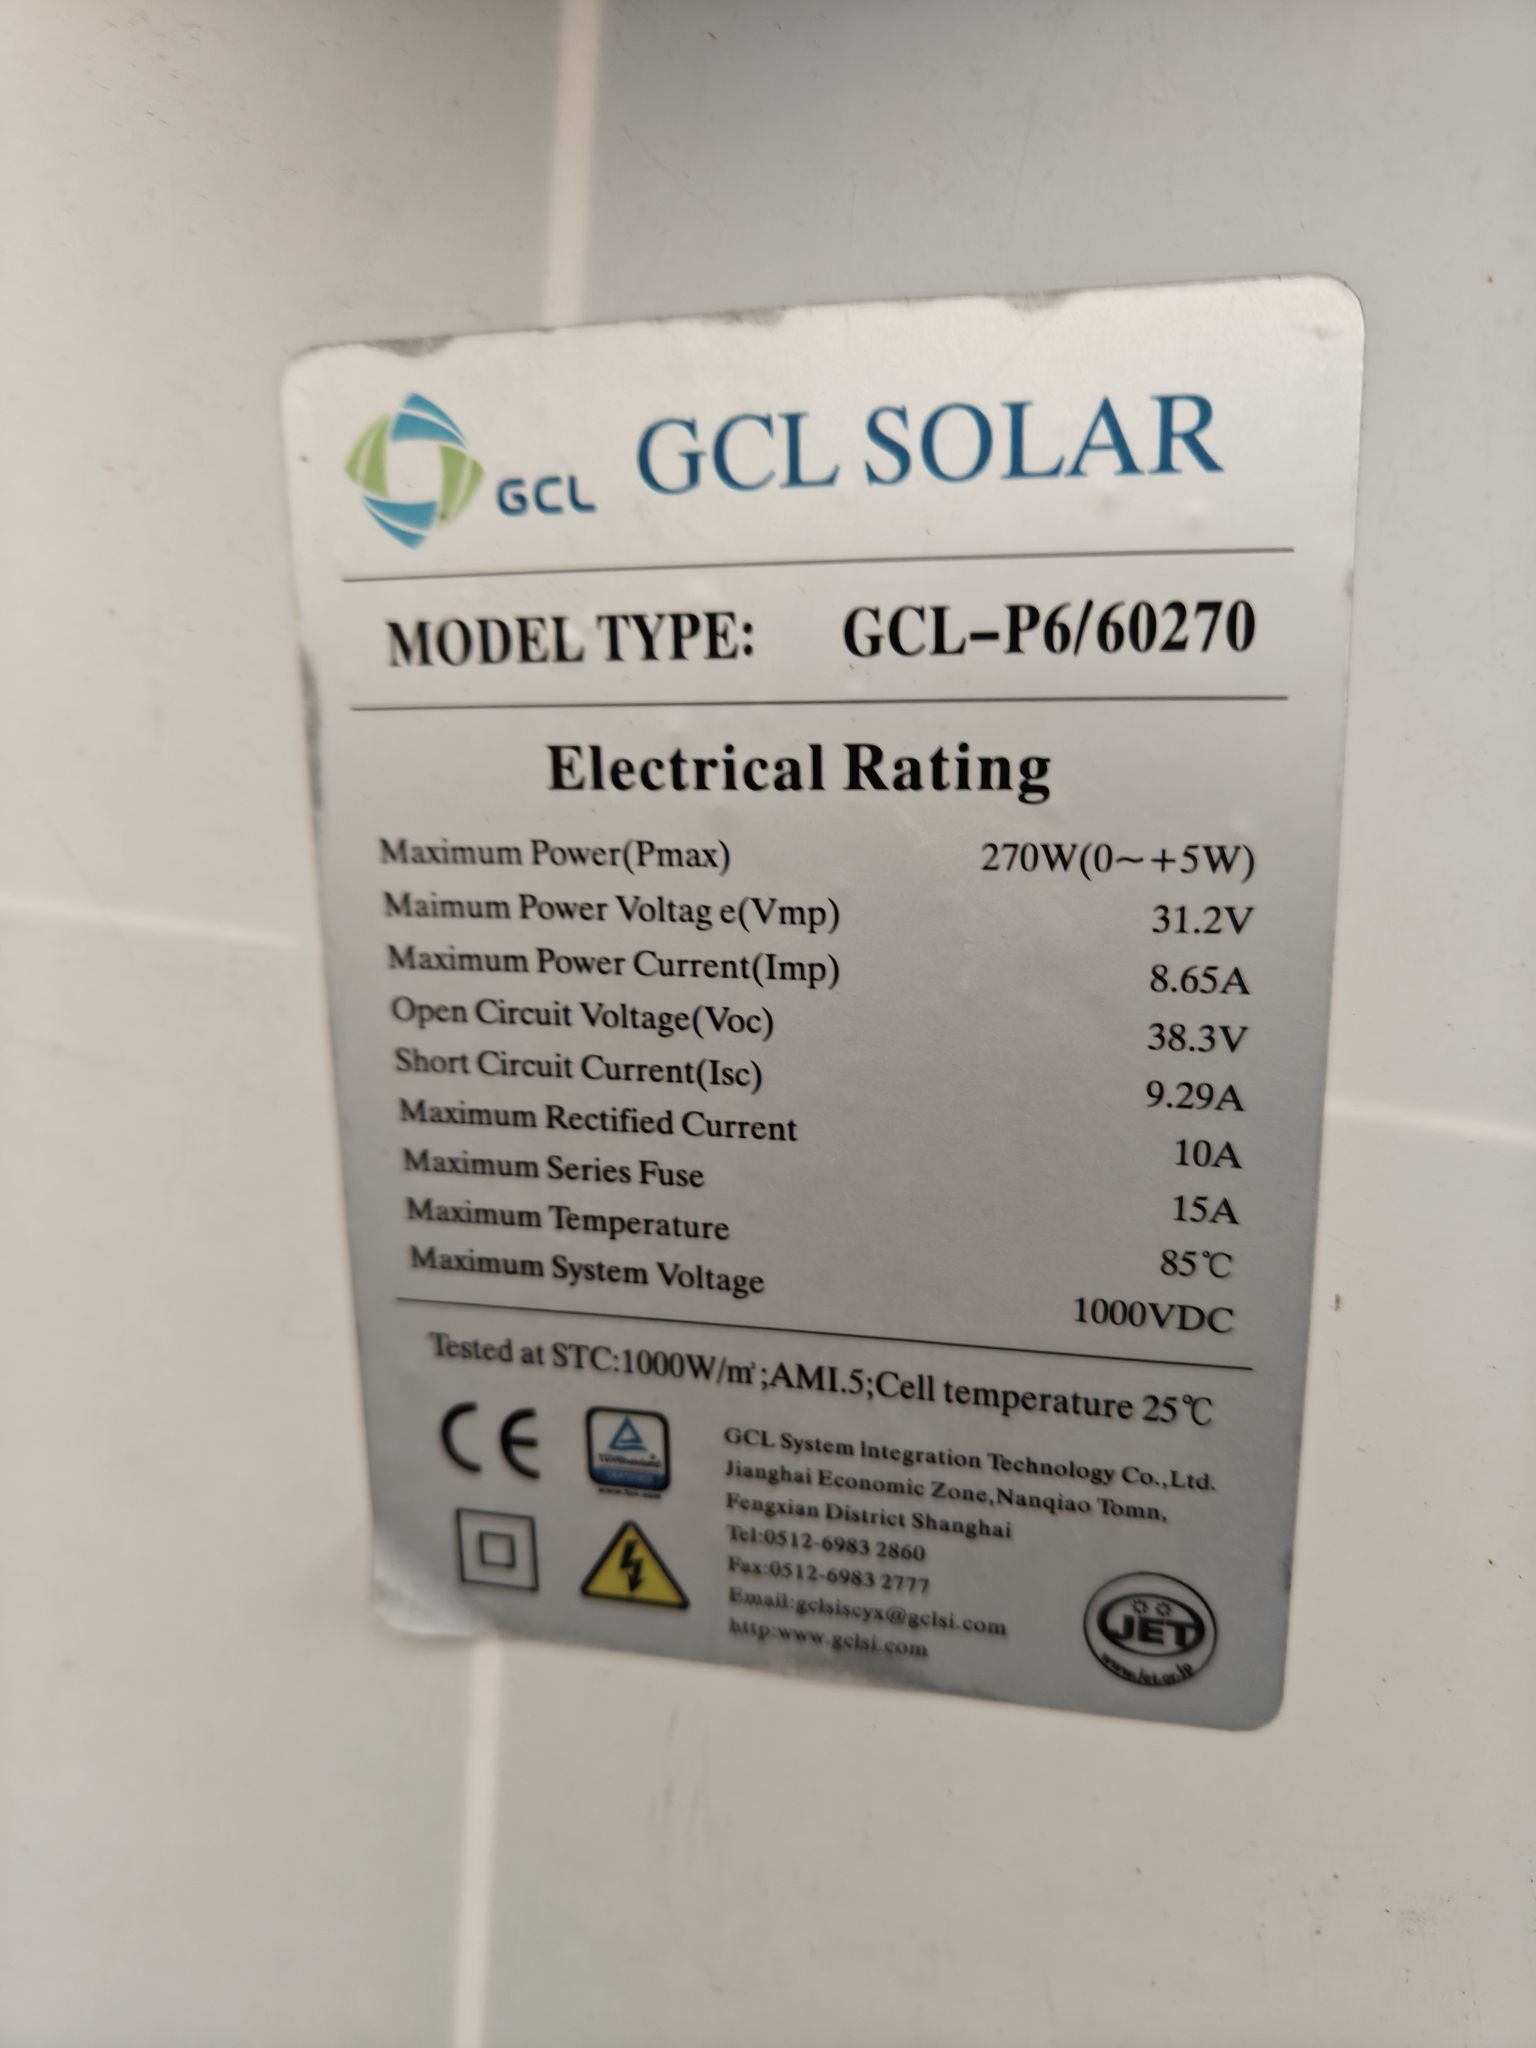 GCL GCL SOLAR
MODEL TYPE: GCL-P6/60270
Electrical Rating
Maximum Power(Pmax) 270W(0~+5W)
Maimum Power Voltag e(Vmp) 31.2V
Maximum Power Current(Imp) 8.65A
Open Circuit Voltage(Voc) 38.3V
Short Circuit Current(Isc) 9.29A
Maximum Rectified Current 10A
Maximum Series Fuse 15A
Maximum Temperature 85℃
Maximum System Voltage 1000VDC
Tested at STC:1000W/m²;AMI.5;Cell temperature 25℃
CE
GCL System Integration Technology Co.,Ltd.
Jianghai Economic Zone,Nanqiao Tomn,
Fengxian District Shanghai
Tel:0512-6983 2860
Fax:0512-6983 2777
Email:gclsiscyx@gclsi.com
http:www.gclsi.com
JET
www.jet.or.jp